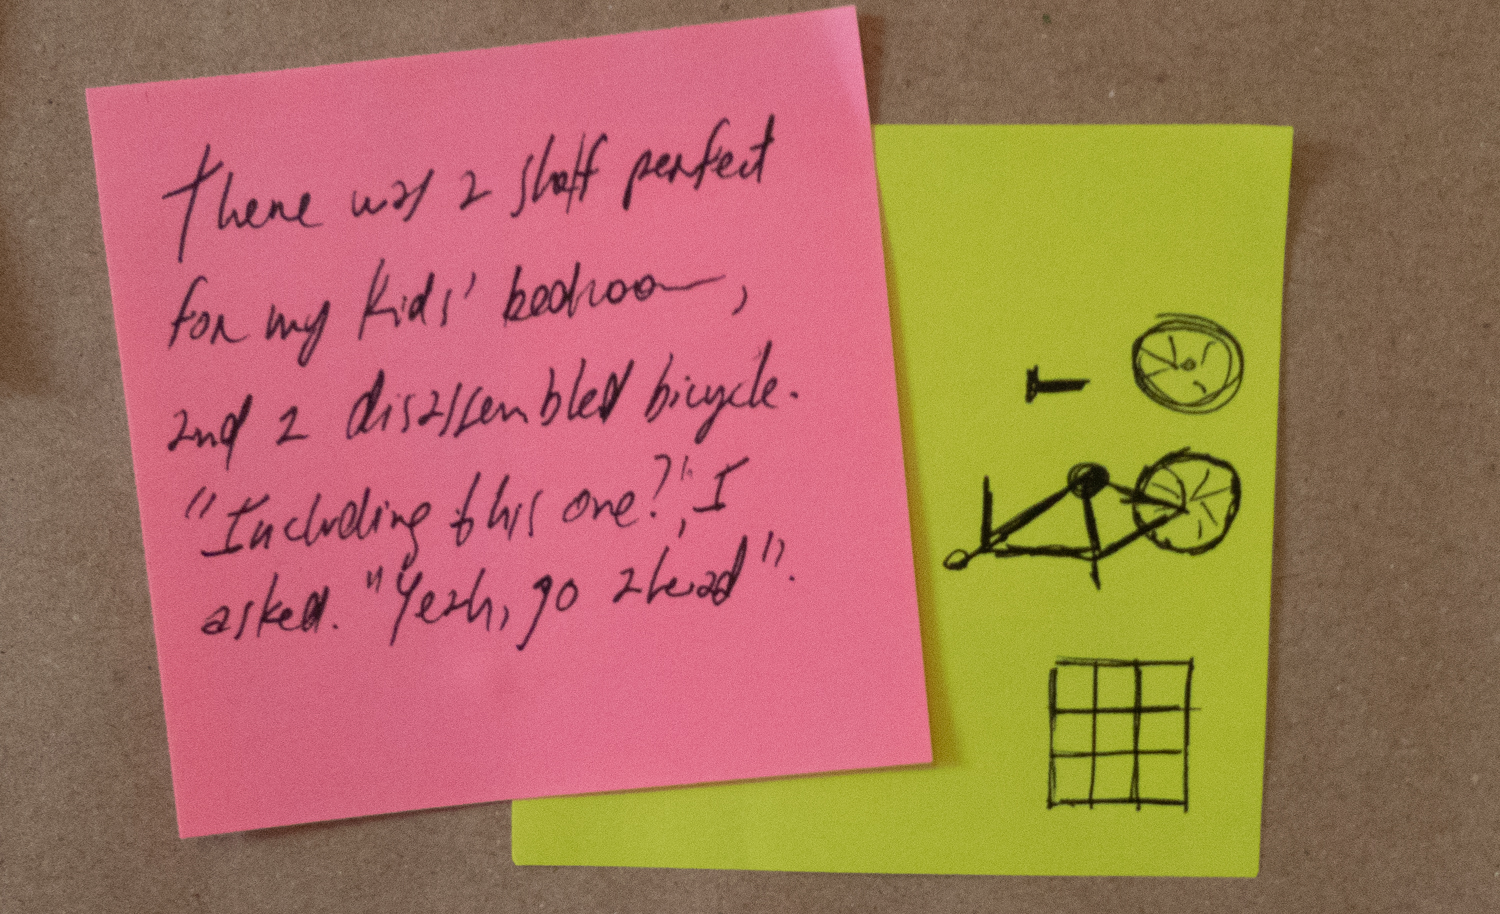 There was a shelf perfect
for my kids' bedroom,
and a disassembled bicycle.
"Including this one?", I
asked. "Yeah, go ahead".